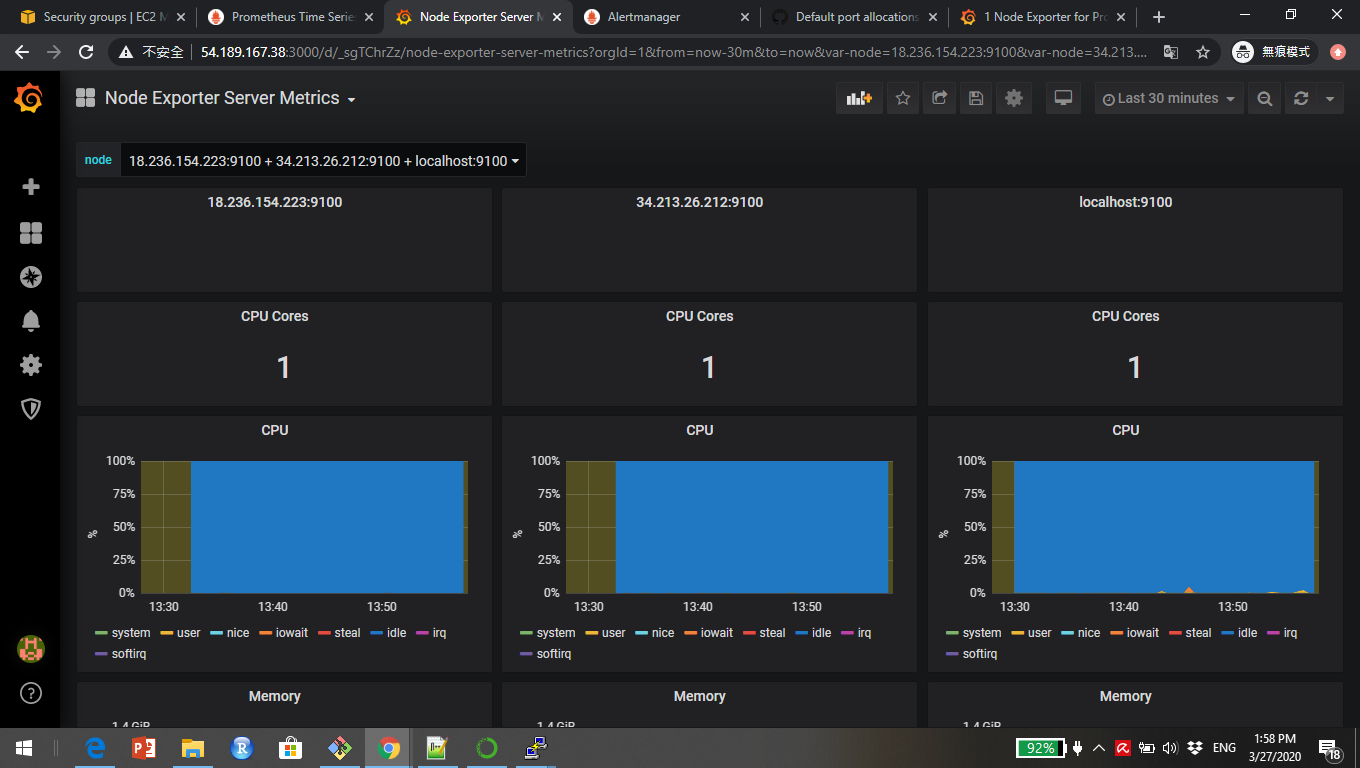 Security groups | EC2 M
Prometheus Time Serie
Node Exporter Server M
Alertmanager
Default port allocations
1 Node Exporter for Pro
不安全
54.189.167.38:3000/d/_sgTChrZz/node-exporter-server-metrics?orgId=1&from=now-30m&to=now&var-node=18.236.154.223:9100&var-node=34.213....
無痕模式
Node Exporter Server Metrics
Last 30 minutes
node
18.236.154.223:9100 + 34.213.26.212:9100 + localhost:9100
18.236.154.223:9100
34.213.26.212:9100
localhost:9100
CPU Cores
CPU Cores
CPU Cores
1
1
1
CPU
100%
75%
50%
25%
0%
%
13:30 13:40 13:50
system user nice iowait steal idle irq
softirq
CPU
100%
75%
50%
25%
0%
%
13:30 13:40 13:50
system user nice iowait steal idle irq
softirq
CPU
100%
75%
50%
25%
0%
%
13:30 13:40 13:50
system user nice iowait steal idle irq
softirq
Memory
1.4 GiB
Memory
1.4 GiB
Memory
1.4 GiB
92%
ENG
1:58 PM
3/27/2020
18